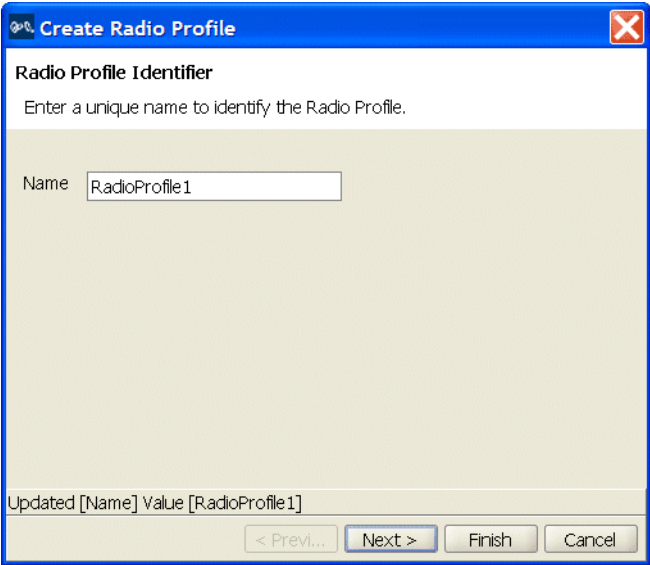 Create Radio Profile
Radio Profile Identifier
Enter a unique name to identify the Radio Profile.
Name RadioProfile1
Updated [Name] Value [RadioProfile1]
< Previ... Next > Finish Cancel